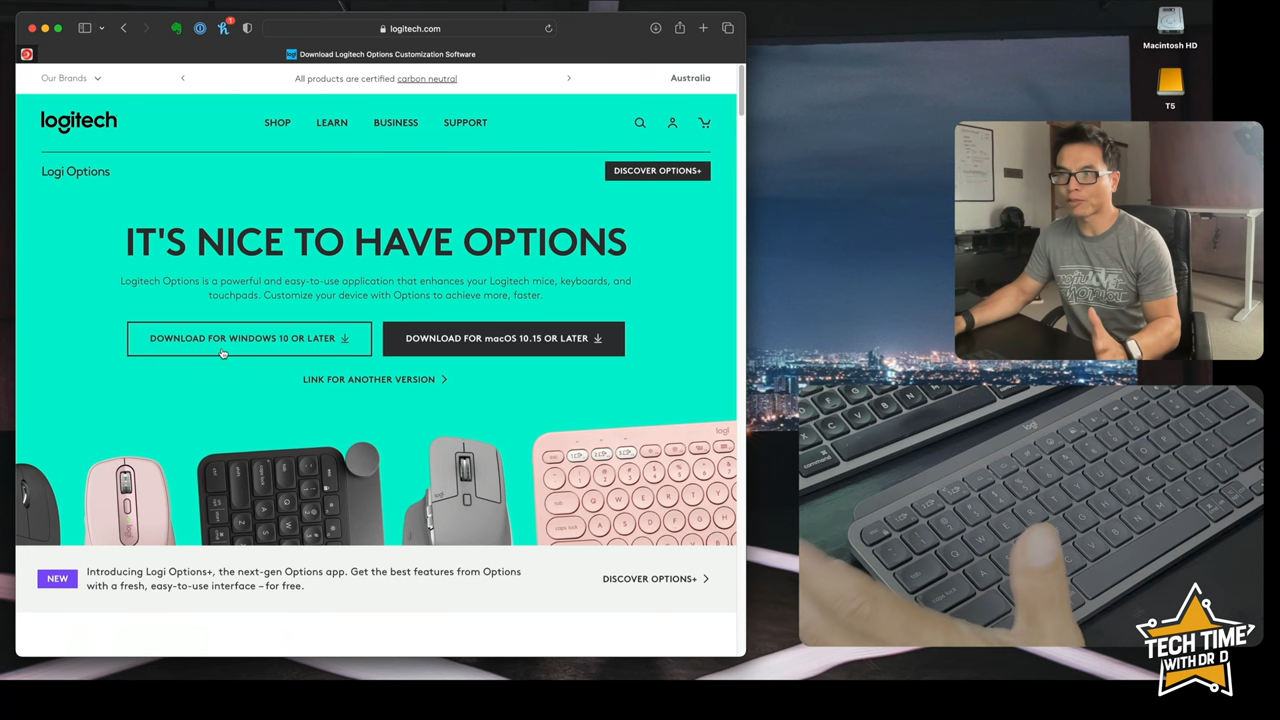 logitech.com
1
Download Logitech Options Customization Software
Our Brands
All products are certified carbon neutral
Australia
logitech
SHOP
LEARN
BUSINESS
SUPPORT
Logi Options
DISCOVER OPTIONS+
IT'S NICE TO HAVE OPTIONS
Logitech Options is a powerful and easy-to-use application that enhances your Logitech mice, keyboards, and
touchpads. Customize your device with Options to achieve more, faster.
DOWNLOAD FOR WINDOWS 10 OR LATER
DOWNLOAD FOR macOS 10.15 OR LATER
LINK FOR ANOTHER VERSION
NEW
Introducing Logi Options+, the next-gen Options app. Get the best features from Options
with a fresh, easy-to-use interface – for free.
DISCOVER OPTIONS+
Macintosh HD
T5
command
logi
caps lock
TECH TIME
WITH DR D